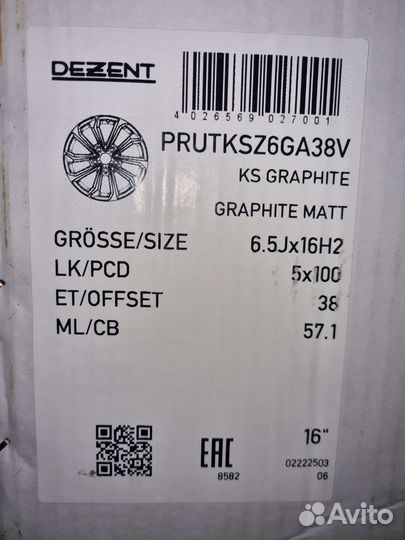 DEZENT
4 026569 027001
PRUTKSZ6GA38V
KS GRAPHITE
GRAPHITE MATT
GRÖSSE/SIZE 6.5Jx16H2
LK/PCD 5x100
ET/OFFSET 38
ML/CB 57.1
16"
EAC
8582
02222503
06
Avito